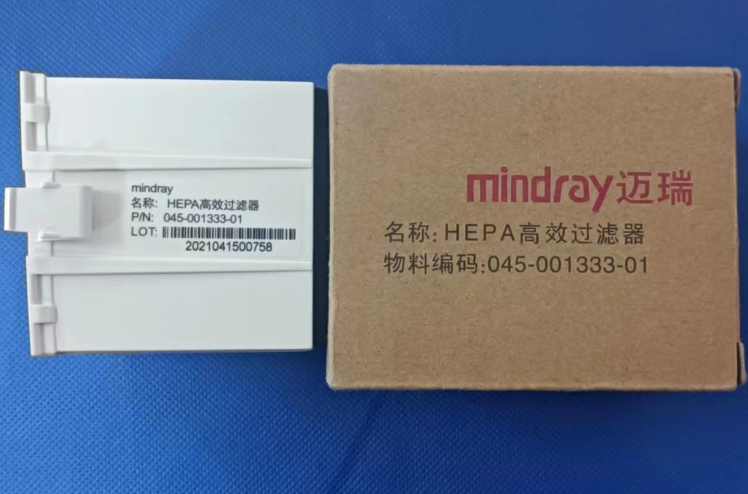 mindray
名称: HEPA高效过滤器
P/N: 045-001333-01
LOT:
2021041500758
mindray迈瑞
名称:HEPA高效过滤器
物料编码:045-001333-01